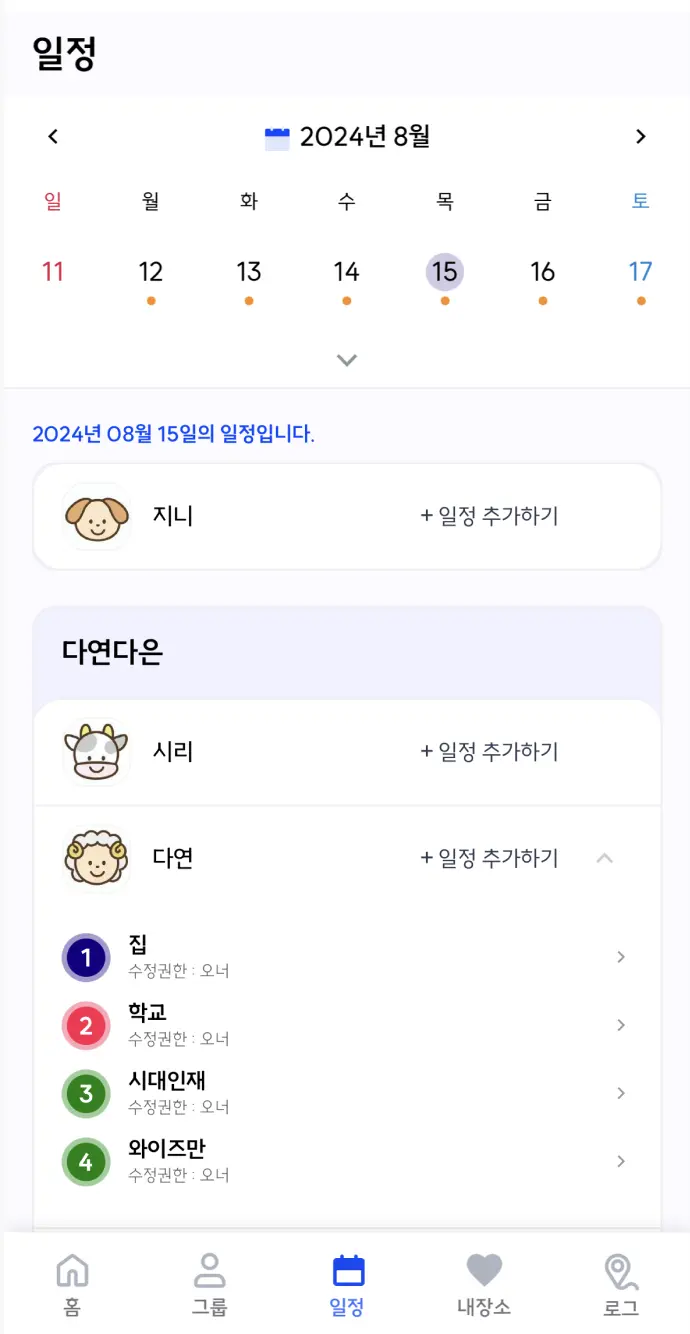 일정
2024년 8월
일 월 화 수 목 금 토
11 12 13 14 15 16 17
2024년 08월 15일의 일정입니다.
지니 + 일정 추가하기
다연다은
시리 + 일정 추가하기
다연 + 일정 추가하기
1 집
수정권한 : 오너
2 학교
수정권한 : 오너
3 시대인재
수정권한 : 오너
4 와이즈만
수정권한 : 오너
홈 그룹 일정 내장소 로그